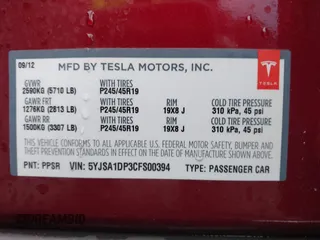 09/12 MFD BY TESLA MOTORS, INC.
TESLA
GVWR WITH TIRES
2590KG (5710 LB) P245/45R19
GAWR FRT WITH TIRES RIM COLD TIRE PRESSURE
1276KG (2813 LB) P245/45R19 19X8 J 310 kPa, 45 psi
GAWR RR WITH TIRES RIM COLD TIRE PRESSURE
1500KG (3307 LB) P245/45R19 19X8 J 310 kPa, 45 psi
THIS VEHICLE CONFORMS TO ALL APPLICABLE U.S. FEDERAL MOTOR VEHICLE
SAFETY, BUMPER AND THEFT PREVENTION STANDARDS IN EFFECT
ON THE DATE OF MANUFACTURE SHOWN ABOVE.
PNT: PPSR VIN: 5YJSA1DP3CFS00394 TYPE: PASSENGER CAR